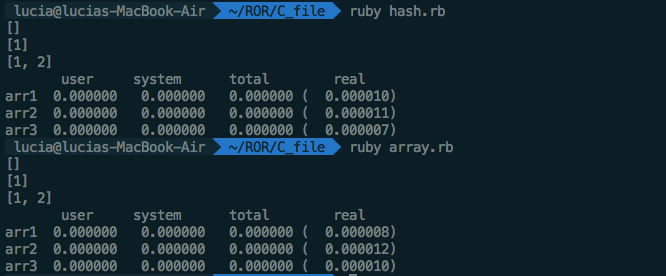 lucia@lucias-MacBook-Air ~/ROR/C_file ruby hash.rb
[]
[1]
[1, 2]
user system total real
arr1 0.000000 0.000000 0.000000 ( 0.000010)
arr2 0.000000 0.000000 0.000000 ( 0.000011)
arr3 0.000000 0.000000 0.000000 ( 0.000007)
lucia@lucias-MacBook-Air ~/ROR/C_file ruby array.rb
[]
[1]
[1, 2]
user system total real
arr1 0.000000 0.000000 0.000000 ( 0.000008)
arr2 0.000000 0.000000 0.000000 ( 0.000012)
arr3 0.000000 0.000000 0.000000 ( 0.000010)